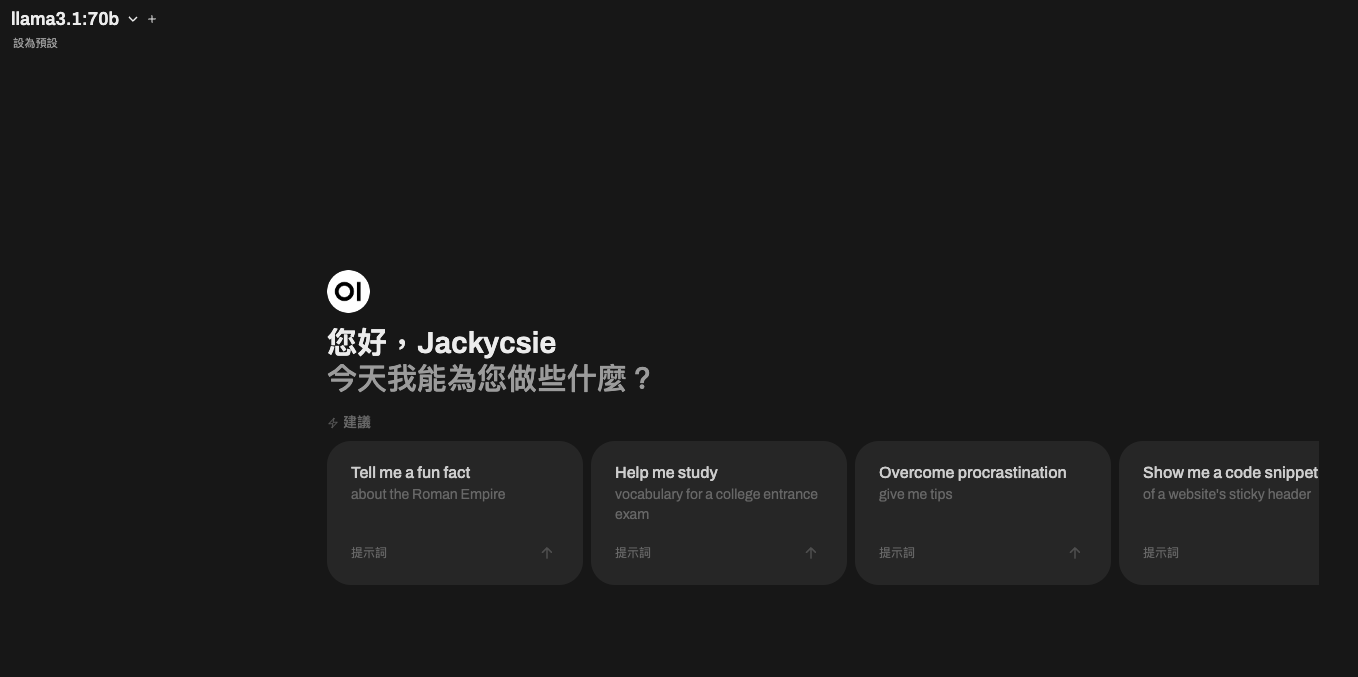 llama3.1:70b
設為預設
OI
您好，Jackycsie
今天我能為您做些什麼？
建議
Tell me a fun fact
about the Roman Empire
提示詞
Help me study
vocabulary for a college entrance
exam
提示詞
Overcome procrastination
give me tips
提示詞
Show me a code snippet
of a website's sticky header
提示詞